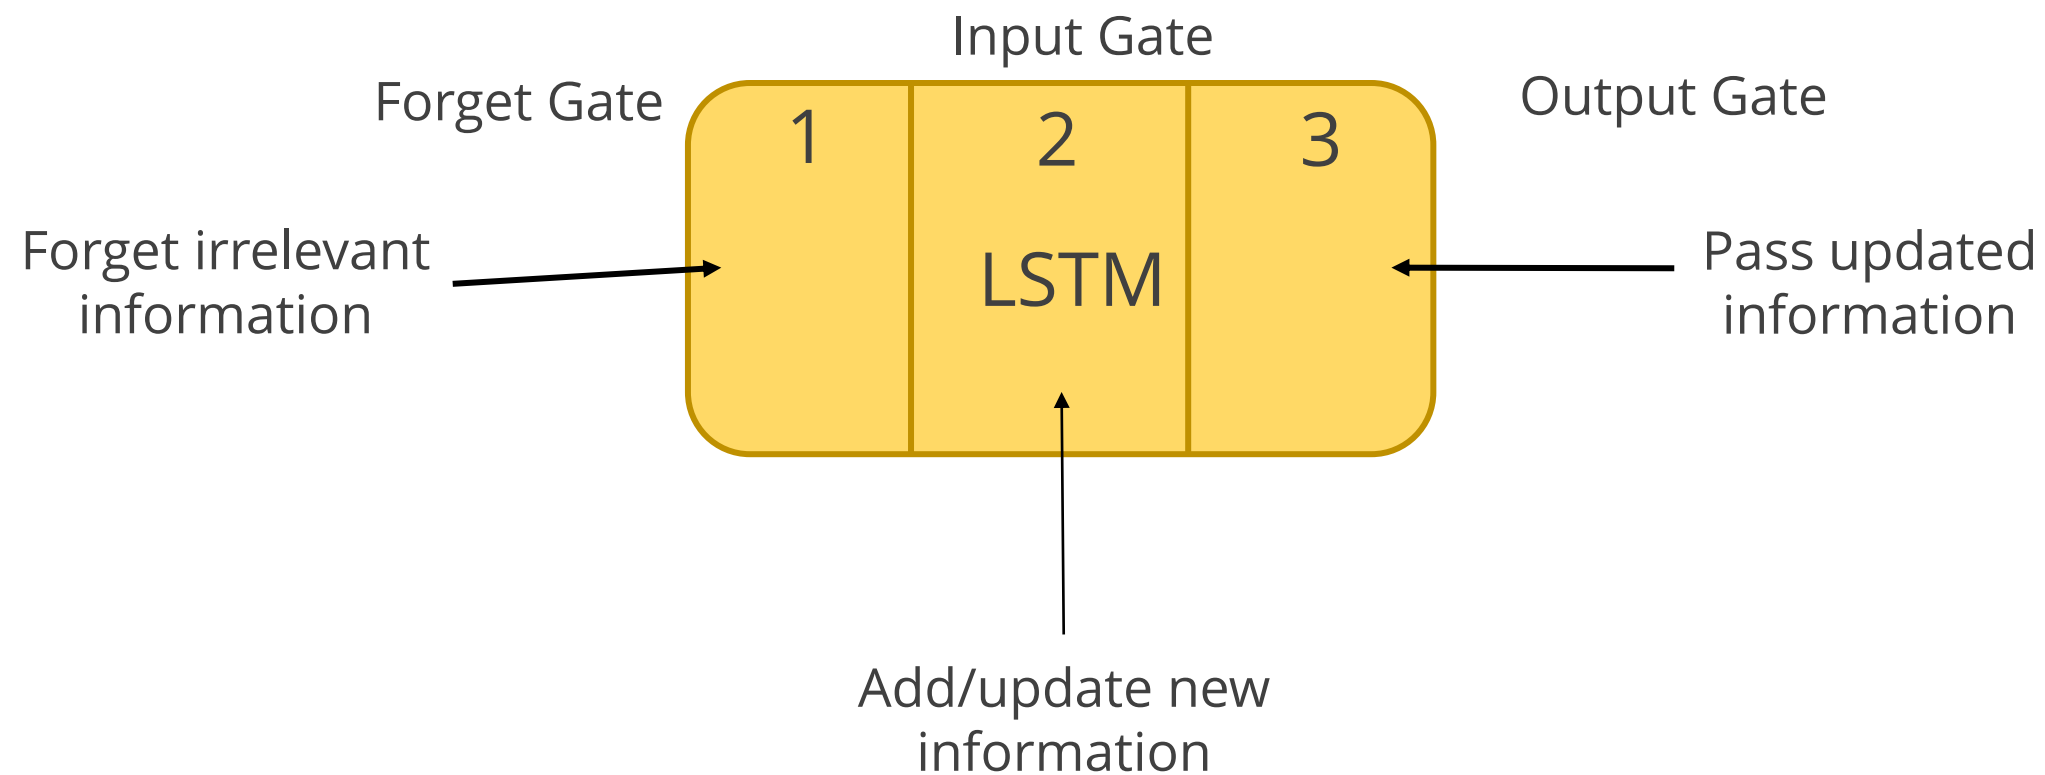 Input Gate
Forget Gate
Output Gate
1
2
3
Forget irrelevant
information
LSTM
Pass updated
information
Add/update new
information